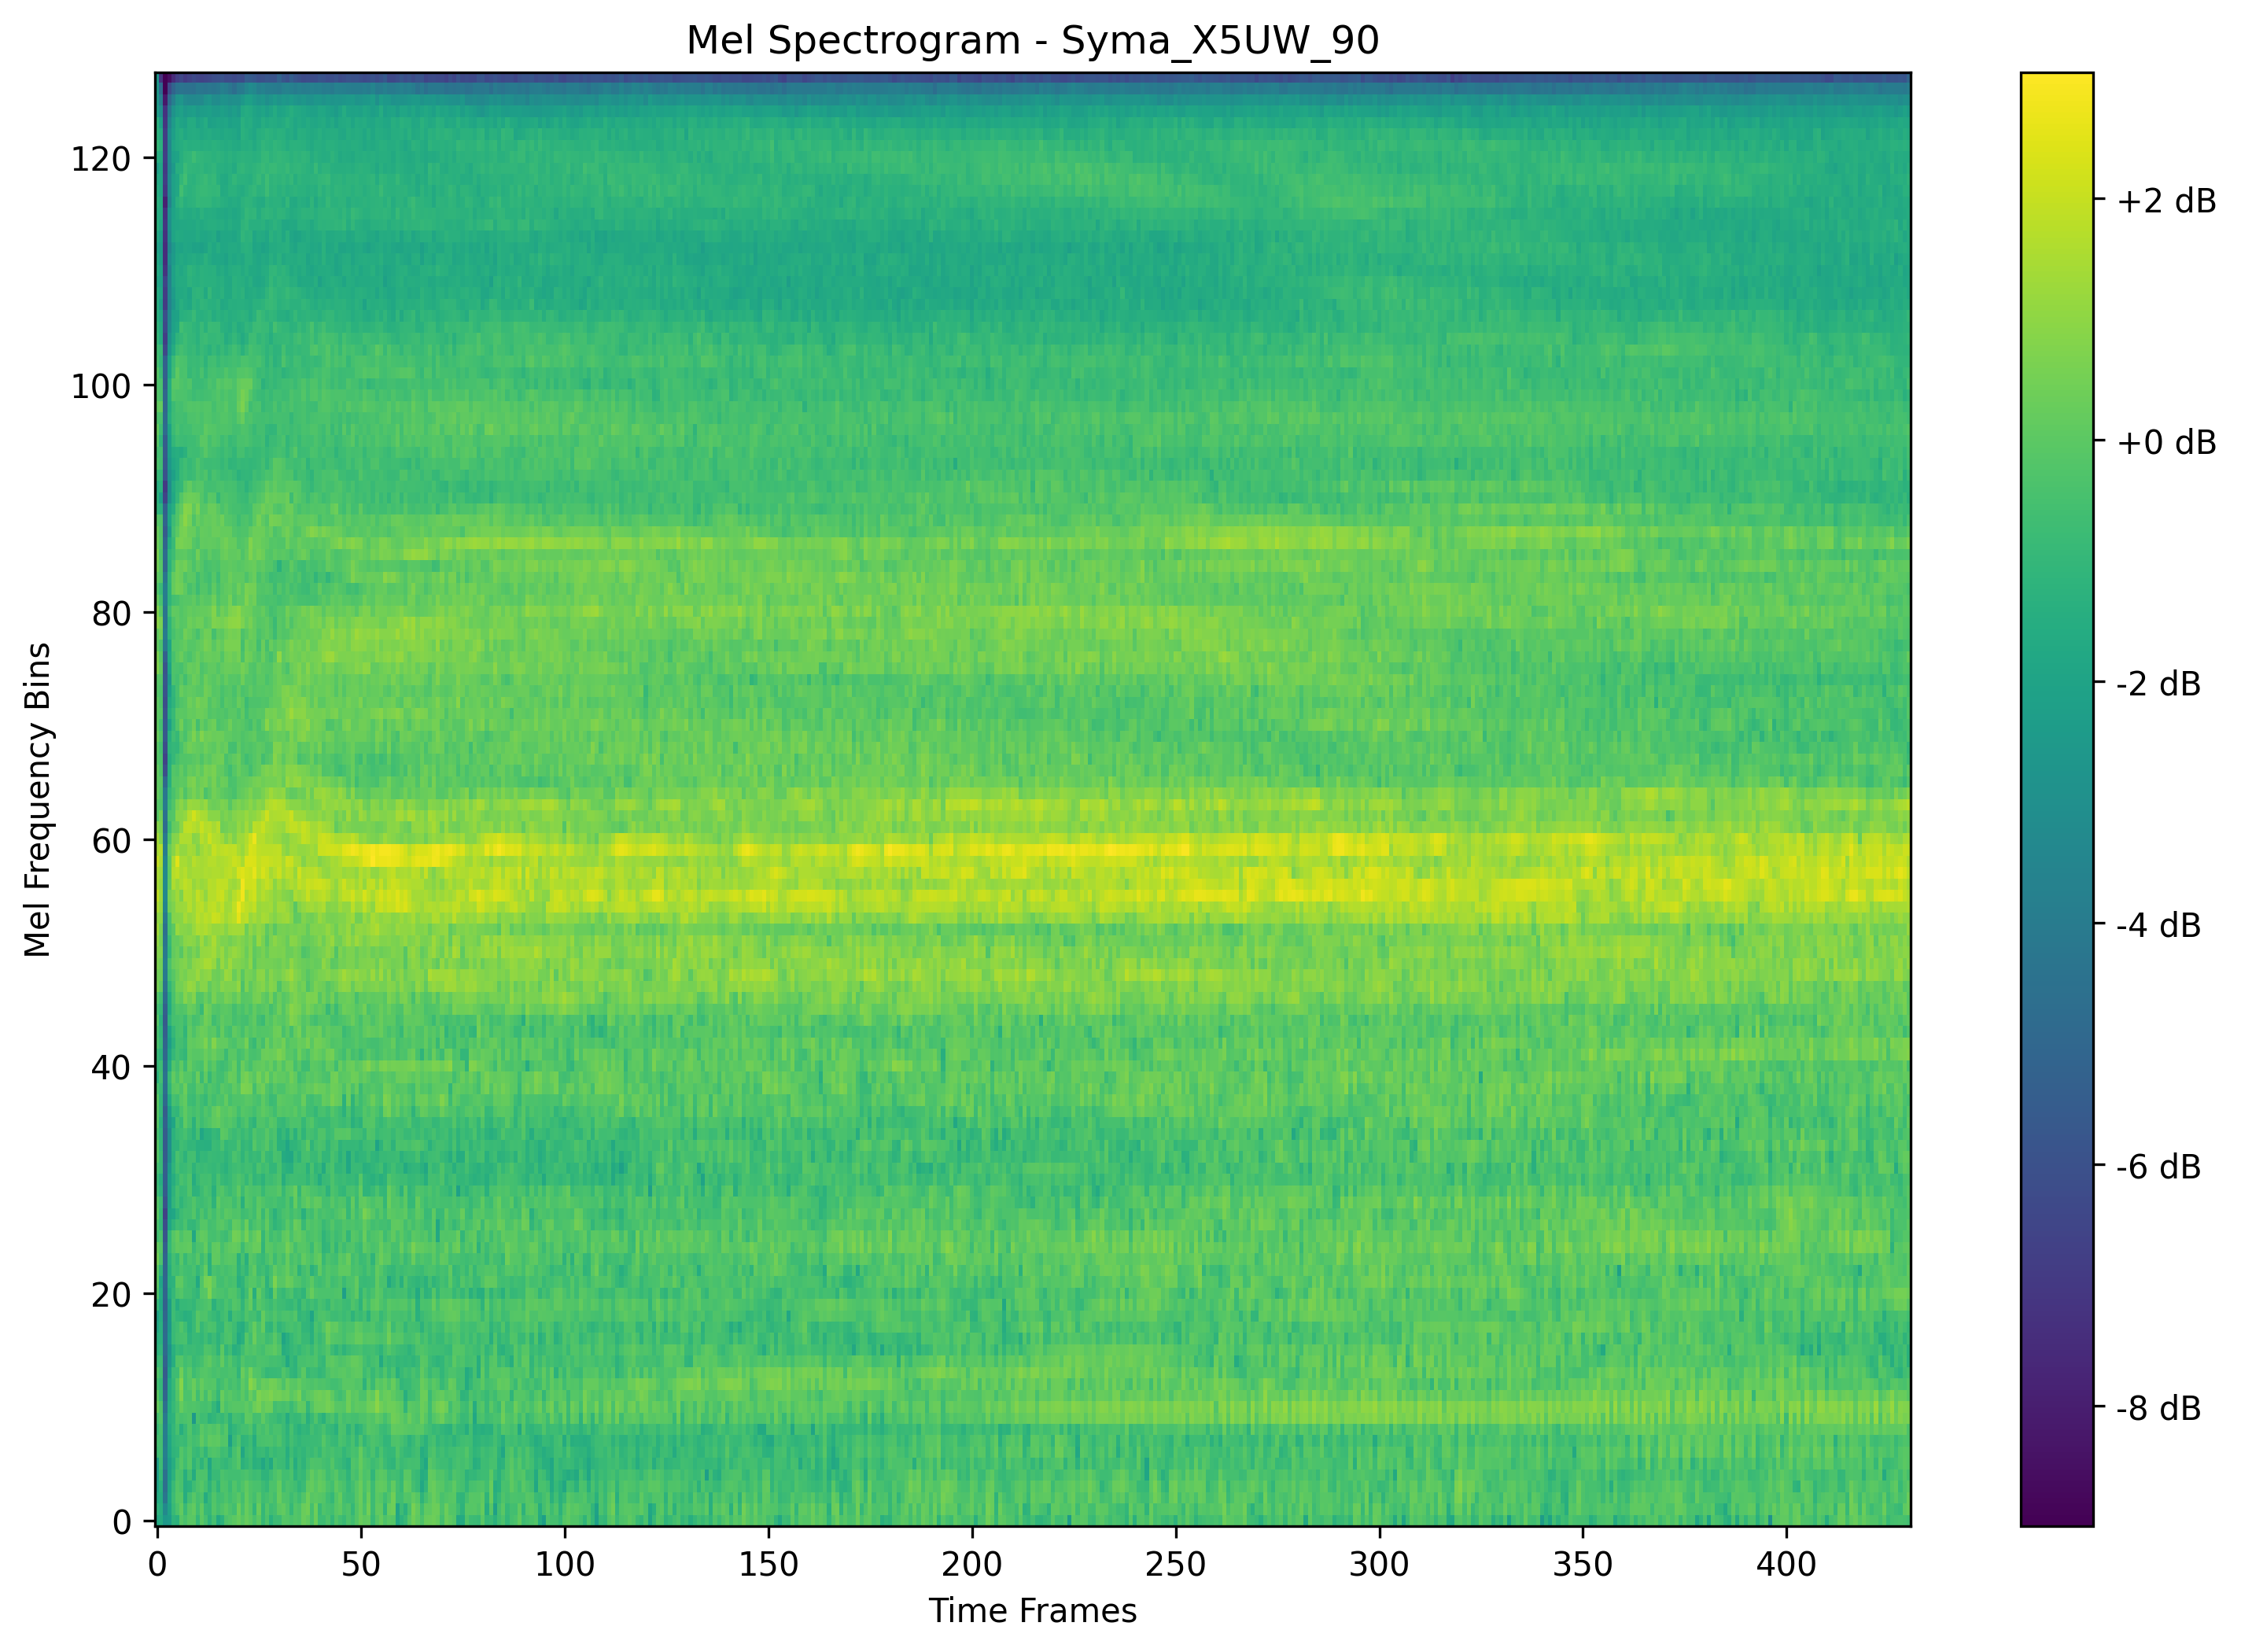 Mel Spectrogram - Syma_X5UW_90
Mel Frequency Bins
120
100
80
60
40
20
0
0 50 100 150 200 250 300 350 400
Time Frames
+2 dB
+0 dB
-2 dB
-4 dB
-6 dB
-8 dB